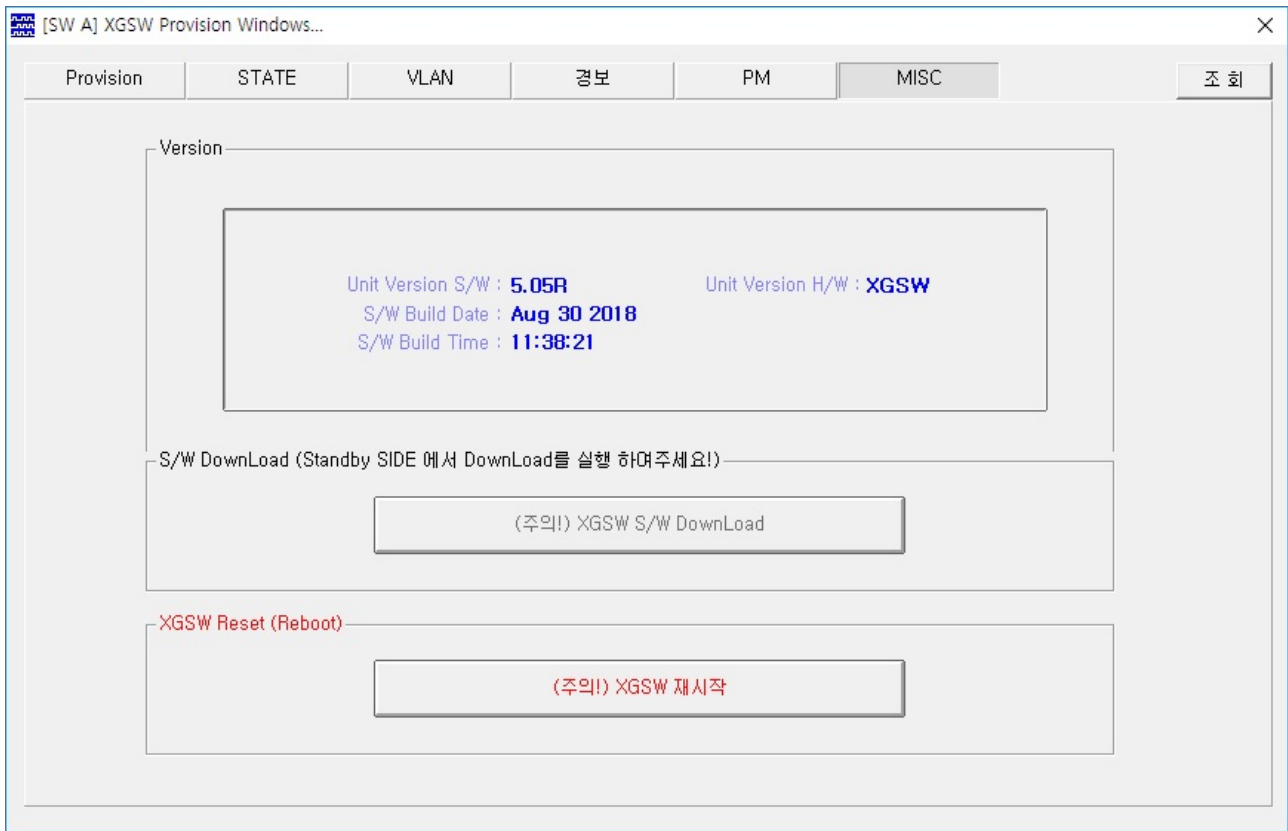 [SW A] XGSW Provision Windows...
Provision STATE VLAN 경보 PM MISC 조 회
Version
Unit Version S/W : 5.05R Unit Version H/W : XGSW
S/W Build Date : Aug 30 2018
S/W Build Time : 11:38:21
S/W DownLoad (Standby SIDE 에서 DownLoad를 실행 하여주세요!)
(주의!) XGSW S/W DownLoad
XGSW Reset (Reboot)
(주의!) XGSW 재시작